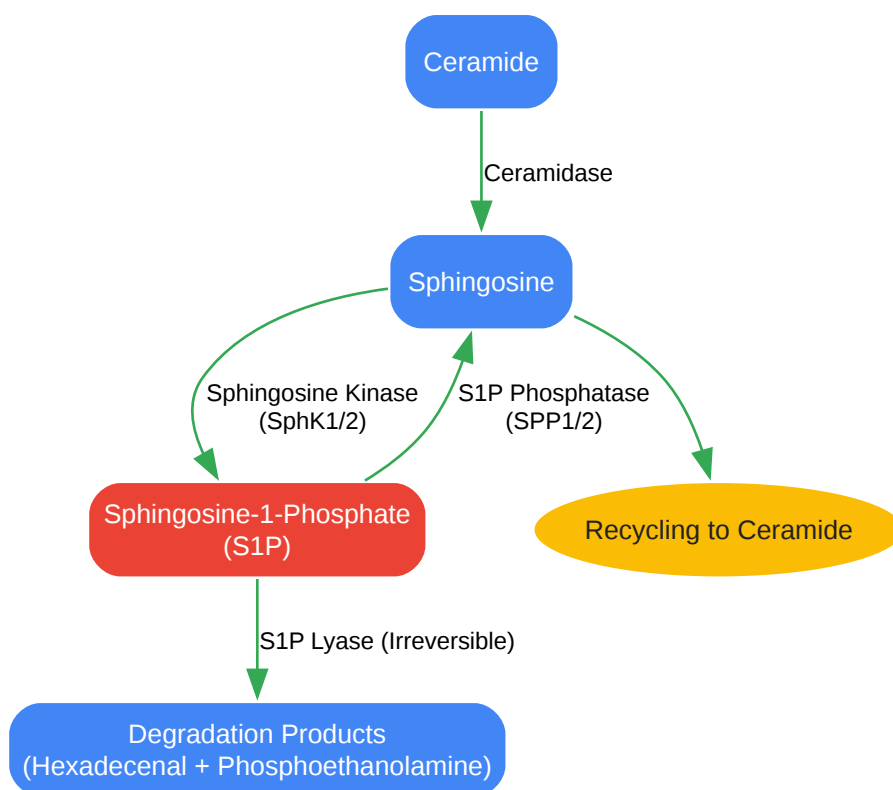 Ceramide
Ceramidase
Sphingosine
Sphingosine Kinase
(SphK1/2)
S1P Phosphatase
(SPP1/2)
Sphingosine-1-Phosphate
(S1P)
Recycling to Ceramide
S1P Lyase (Irreversible)
Degradation Products
(Hexadecenal + Phosphoethanolamine)